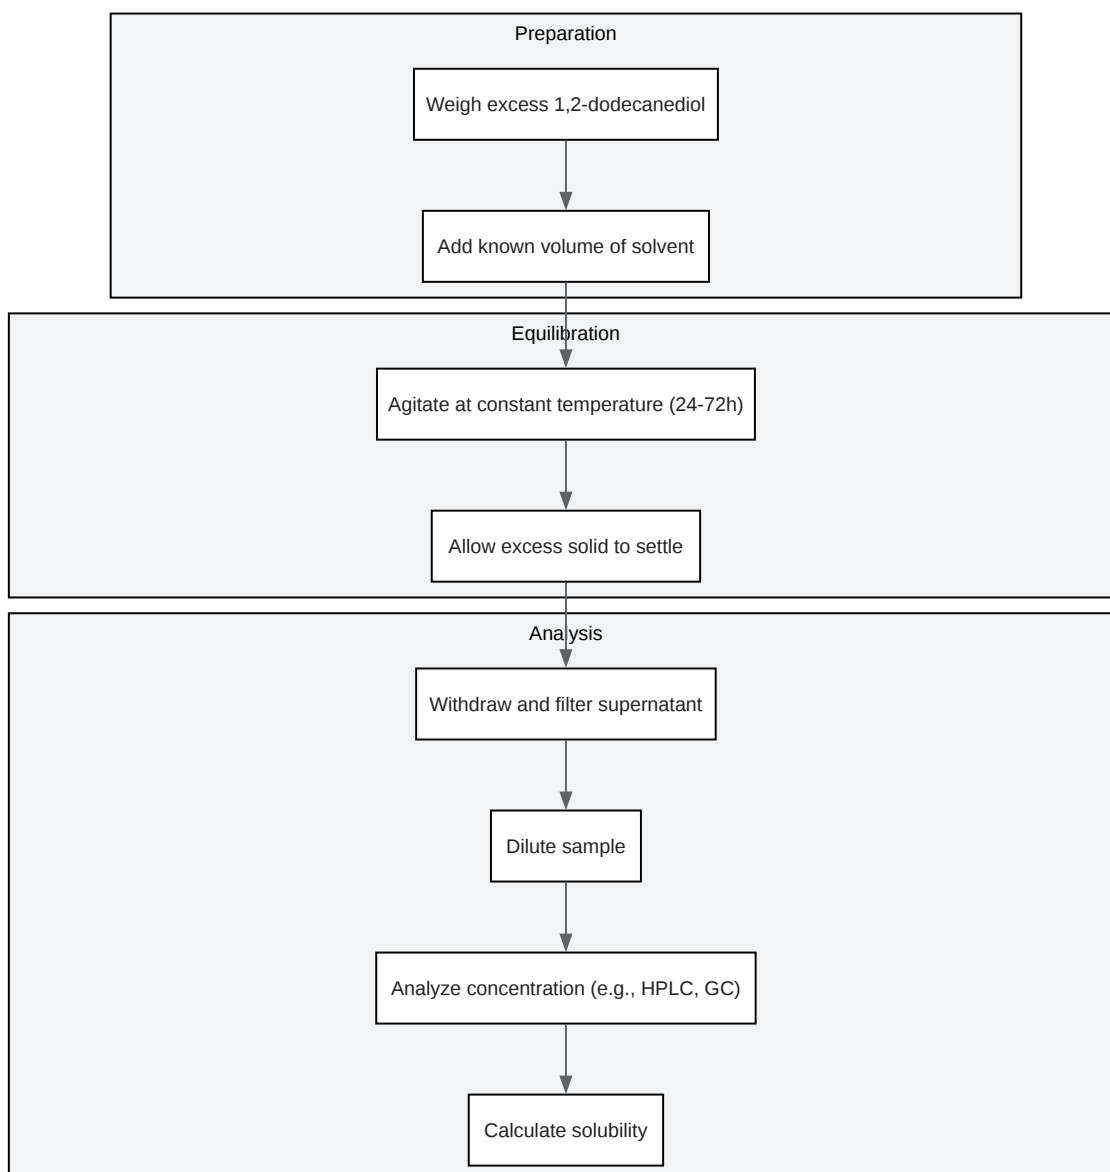 Preparation
Weigh excess 1,2-dodecanediol
Add known volume of solvent
Equilibration
Agitate at constant temperature (24-72h)
Allow excess solid to settle
Analysis
Withdraw and filter supernatant
Dilute sample
Analyze concentration (e.g., HPLC, GC)
Calculate solubility